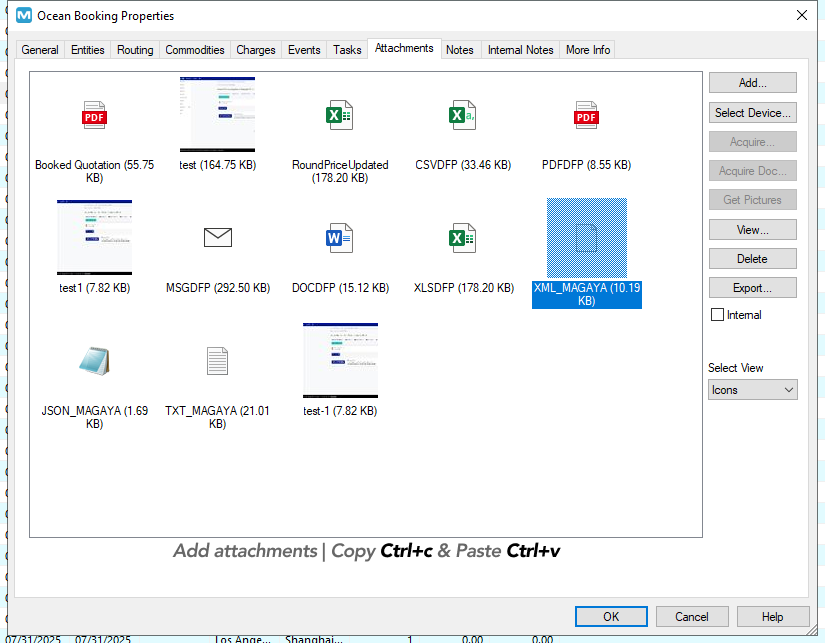 Ocean Booking Properties
General Entities Routing Commodities Charges Events Tasks Attachments Notes Internal Notes More Info
Add...
Select Device...
Acquire...
Acquire Doc...
Get Pictures
View...
Delete
Export...
Internal
Select View
Icons
PDF
Booked Quotation (55.75
KB)
test (164.75 KB)
RoundPriceUpdated
(178.20 KB)
CSVDFP (33.46 KB)
PDF
PDFDFP (8.55 KB)
test1 (7.82 KB)
MSGDFP (292.50 KB)
DOCDFP (15.12 KB)
XLSDFP (178.20 KB)
XML_MAGAYA (10.19
KB)
JSON_MAGAYA (1.69
KB)
TXT_MAGAYA (21.01
KB)
test-1 (7.82 KB)
Add attachments | Copy Ctrl+c & Paste Ctrl+v
OK Cancel Help
07/31/2025 07/31/2025 Los Ange... Shanghai... 1 0.00 0.00